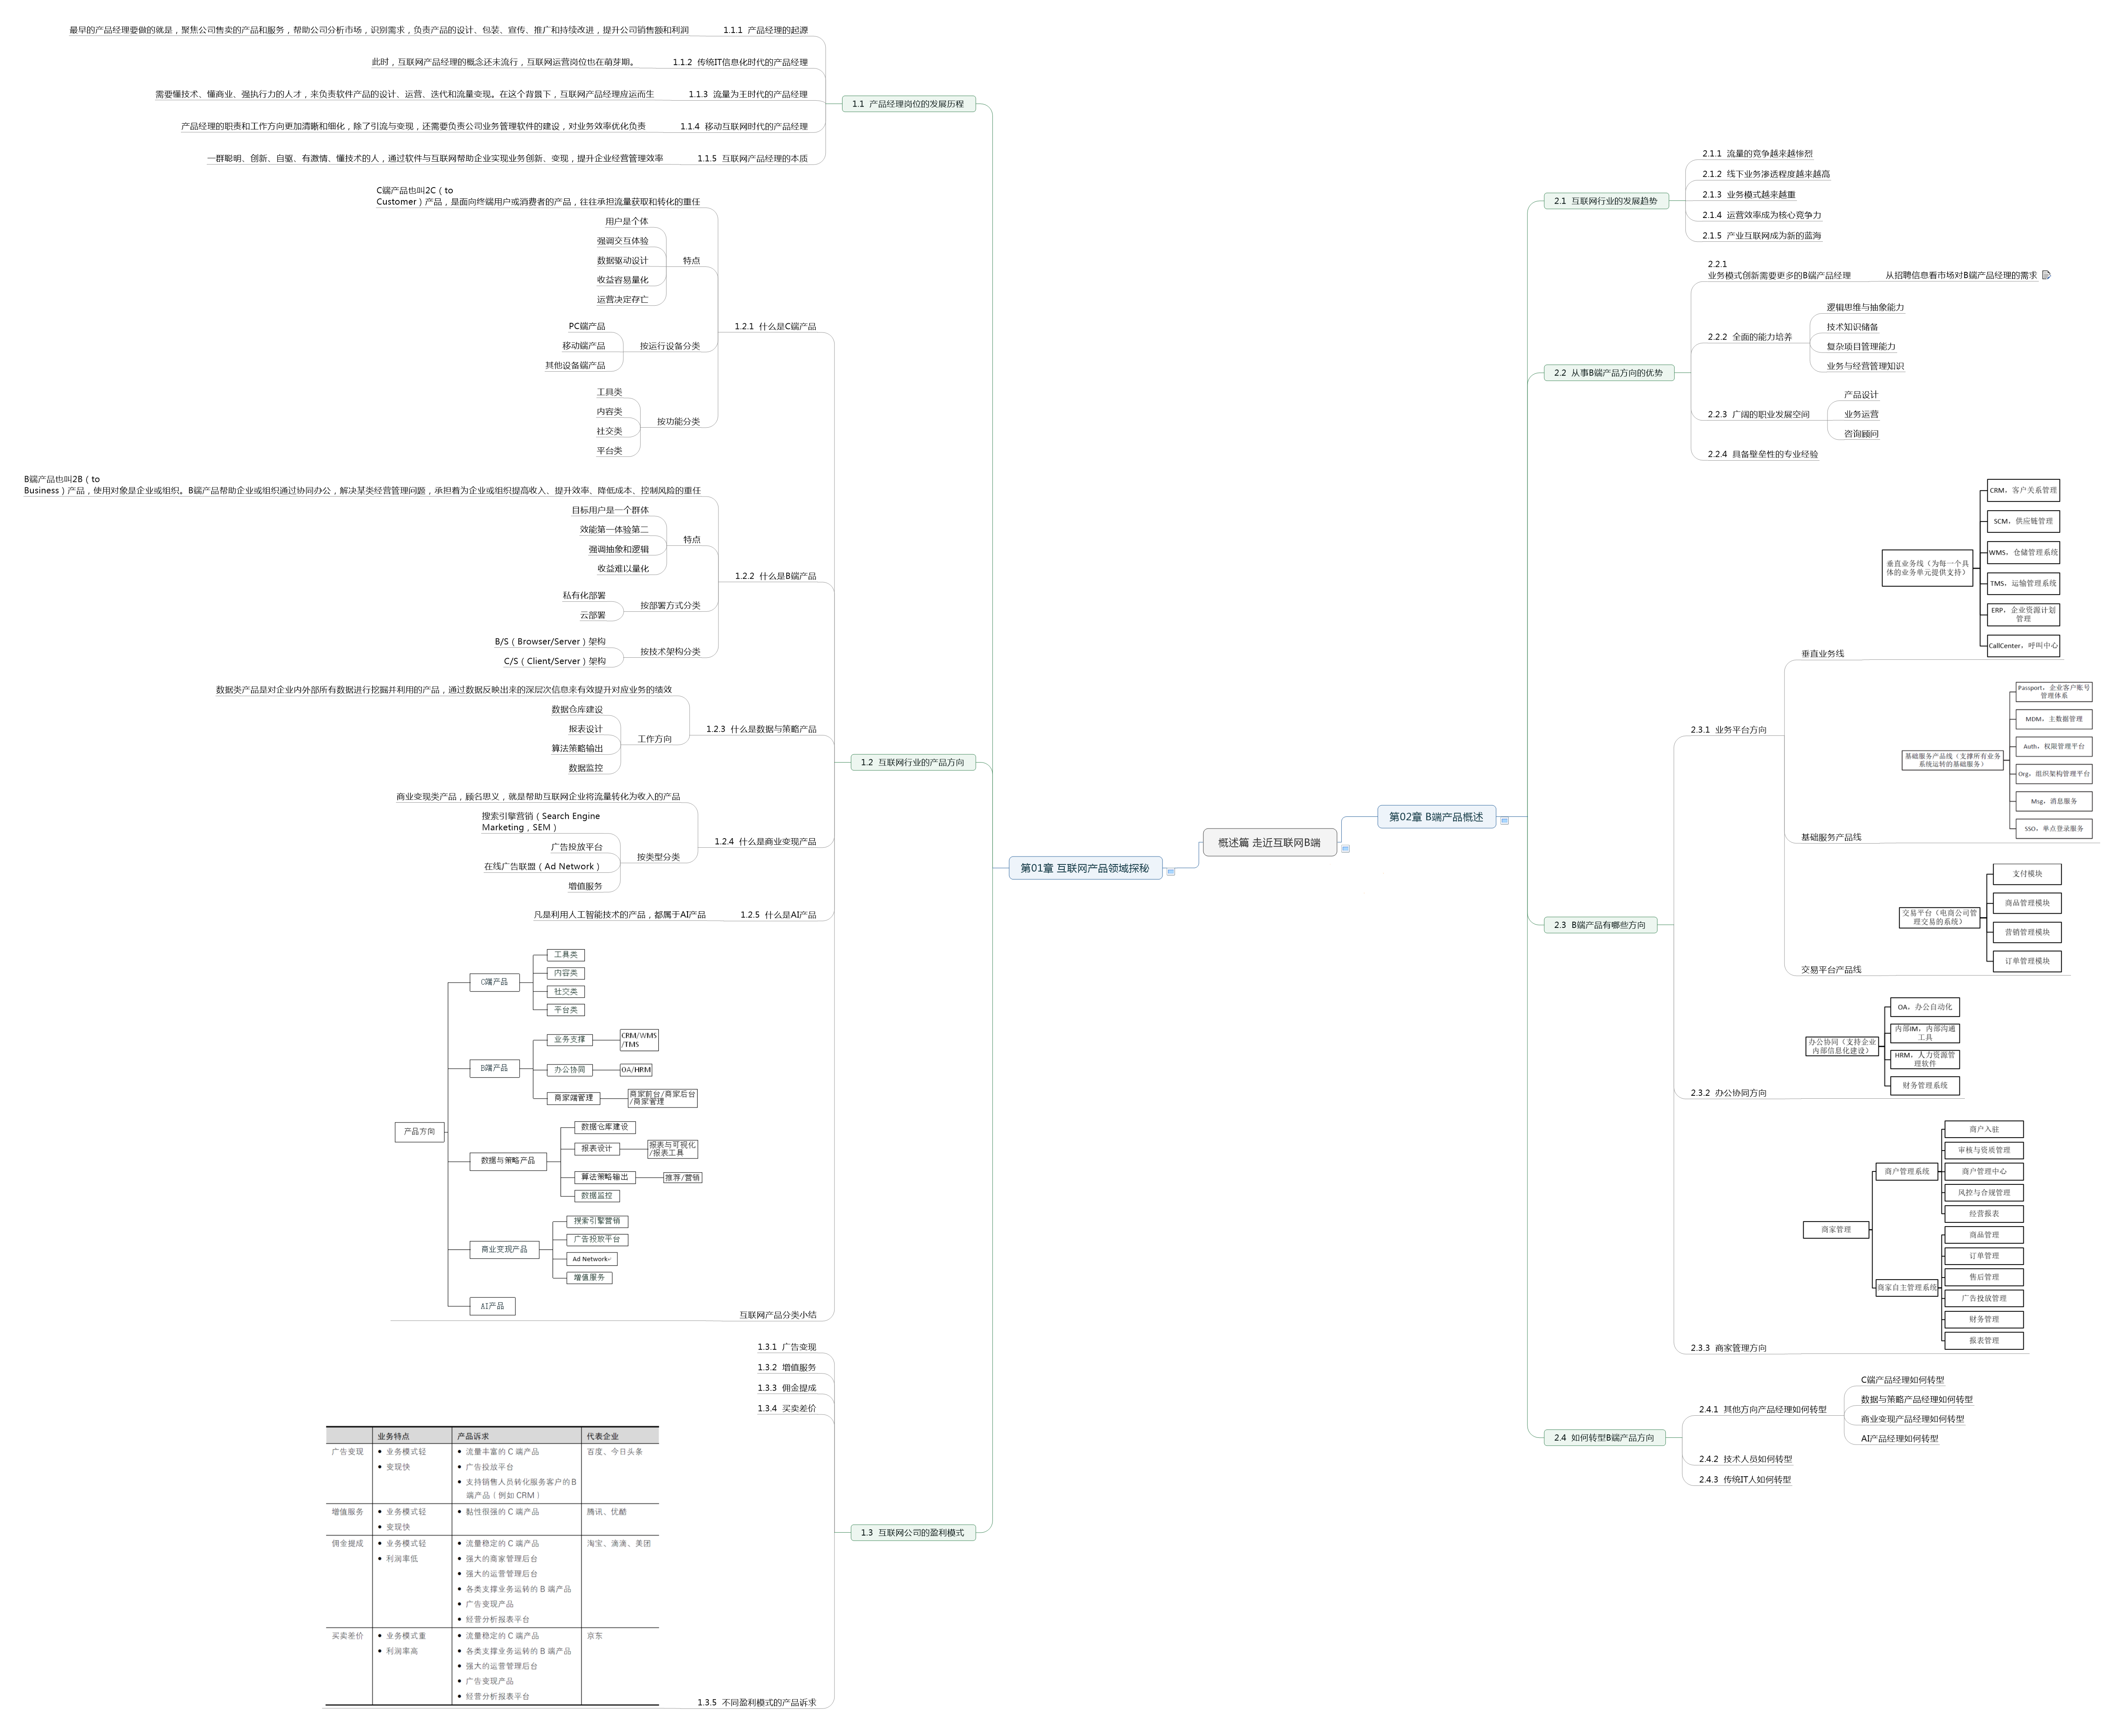 概述篇 走近互联网B端
第01章 互联网产品领域探秘
1.1 产品经理岗位的发展历程
1.1.1 产品经理的起源
最早的产品经理要做的就是，聚焦公司售卖的产品和服务，帮助公司分析市场，识别需求，负责产品的设计、包装、宣传、推广和持续改进，提升公司销售额和利润
1.1.2 传统IT信息化时代的产品经理
此时，互联网产品经理的概念还未流行，互联网运营岗位也在萌芽期。
1.1.3 流量为王时代的产品经理
需要懂技术、懂商业、强执行力的人才，来负责软件产品的设计、运营、迭代和流量变现。在这个背景下，互联网产品经理应运而生
1.1.4 移动互联网时代的产品经理
产品经理的职责和工作方向更加清晰和细化，除了引流与变现，还需要负责公司业务管理软件的建设，对业务效率优化负责
1.1.5 互联网产品经理的本质
一群聪明、创新、自驱、有激情、懂技术的人，通过软件与互联网帮助企业实现业务创新、变现，提升企业经营管理效率
1.2 互联网行业的产品方向
1.2.1 什么是C端产品
C端产品也叫2C（to
Customer）产品，是面向终端用户或消费者的产品，往往承担流量获取和转化的重任
特点
用户是个体
强调交互体验
数据驱动设计
收益容易量化
运营决定存亡
按运行设备分类
PC端产品
移动端产品
其他设备端产品
按功能分类
工具类
内容类
社交类
平台类
1.2.2 什么是B端产品
B端产品也叫2B（to
Business）产品，使用对象是企业或组织。B端产品帮助企业或组织通过协同办公，解决某类经营管理问题，承担着为企业或组织提高收入、提升效率、降低成本、控制风险的重任
特点
目标用户是一个群体
效能第一体验第二
强调抽象和逻辑
收益难以量化
按部署方式分类
私有化部署
云部署
按技术架构分类
B/S（Browser/Server）架构
C/S（Client/Server）架构
1.2.3 什么是数据与策略产品
数据类产品是对企业内外部所有数据进行挖掘并利用的产品，通过数据反映出来的深层次信息来有效提升对应业务的绩效
工作方向
数据仓库建设
报表设计
算法策略输出
数据监控
1.2.4 什么是商业变现产品
商业变现类产品，顾名思义，就是帮助互联网企业将流量转化为收入的产品
按类型分类
搜索引擎营销（Search Engine
Marketing，SEM）
广告投放平台
在线广告联盟（Ad Network）
增值服务
1.2.5 什么是AI产品
凡是利用人工智能技术的产品，都属于AI产品
互联网产品分类小结
产品方向
C端产品
工具类
内容类
社交类
平台类
B端产品
业务支撑
CRM/WMS
/TMS
办公协同
OA/HRM
商家端管理
商家前台/商家后台
/商家管理
数据与策略产品
数据仓库建设
报表设计
报表与可视化
/报表工具
算法策略输出
推荐/营销
数据监控
商业变现产品
搜索引擎营销
广告投放平台
Ad Network
增值服务
AI产品
1.3 互联网公司的盈利模式
1.3.1 广告变现
1.3.2 增值服务
1.3.3 佣金提成
1.3.4 买卖差价
1.3.5 不同盈利模式的产品诉求
业务特点 产品诉求 代表企业
广告变现 • 业务模式轻 • 流量丰富的 C 端产品 百度、今日头条
• 变现快 • 广告投放平台
• 支持销售人员转化服务客户的 B
端产品（例如 CRM）
增值服务 • 业务模式轻 • 黏性很强的 C 端产品 腾讯、优酷
• 变现快
佣金提成 • 业务模式轻 • 流量稳定的 C 端产品 淘宝、滴滴、美团
• 利润率低 • 强大的商家管理后台
• 强大的运营管理后台
• 各类支撑业务运转的 B 端产品
• 广告变现产品
• 经营分析报表平台
买卖差价 • 业务模式重 • 流量稳定的 C 端产品 京东
• 利润率高 • 各类支撑业务运转的 B 端产品
• 强大的运营管理后台
• 广告变现产品
• 经营分析报表平台
第02章 B端产品概述
2.1 互联网行业的发展趋势
2.1.1 流量的竞争越来越惨烈
2.1.2 线下业务渗透程度越来越高
2.1.3 业务模式越来越重
2.1.4 运营效率成为核心竞争力
2.1.5 产业互联网成为新的蓝海
2.2 从事B端产品方向的优势
2.2.1
业务模式创新需要更多的B端产品经理
从招聘信息看市场对B端产品经理的需求
2.2.2 全面的能力培养
逻辑思维与抽象能力
技术知识储备
复杂项目管理能力
业务与经营管理知识
2.2.3 广阔的职业发展空间
产品设计
业务运营
咨询顾问
2.2.4 具备壁垒性的专业经验
2.3 B端产品有哪些方向
2.3.1 业务平台方向
垂直业务线
垂直业务线（为每一个具
体的业务单元提供支持）
CRM，客户关系管理
SCM，供应链管理
WMS，仓储管理系统
TMS，运输管理系统
ERP，企业资源计划
管理
CallCenter，呼叫中心
基础服务产品线
基础服务产品线（支撑所有业务
系统运转的基础服务）
Passport，企业客户账号
管理体系
MDM，主数据管理
Auth，权限管理平台
Org，组织架构管理平台
Msg，消息服务
SSO，单点登录服务
交易平台产品线
交易平台（电商公司管
理交易的系统）
支付模块
商品管理模块
营销管理模块
订单管理模块
2.3.2 办公协同方向
办公协同（支持企业
内部信息化建设）
OA，办公自动化
内部IM，内部沟通
工具
HRM，人力资源管
理软件
财务管理系统
2.3.3 商家管理方向
商家管理
商户管理系统
商户入驻
审核与资质管理
商户管理中心
风控与合规管理
经营报表
商家自主管理系统
商品管理
订单管理
售后管理
广告投放管理
财务管理
报表管理
2.4 如何转型B端产品方向
2.4.1 其他方向产品经理如何转型
C端产品经理如何转型
数据与策略产品经理如何转型
商业变现产品经理如何转型
AI产品经理如何转型
2.4.2 技术人员如何转型
2.4.3 传统IT人如何转型